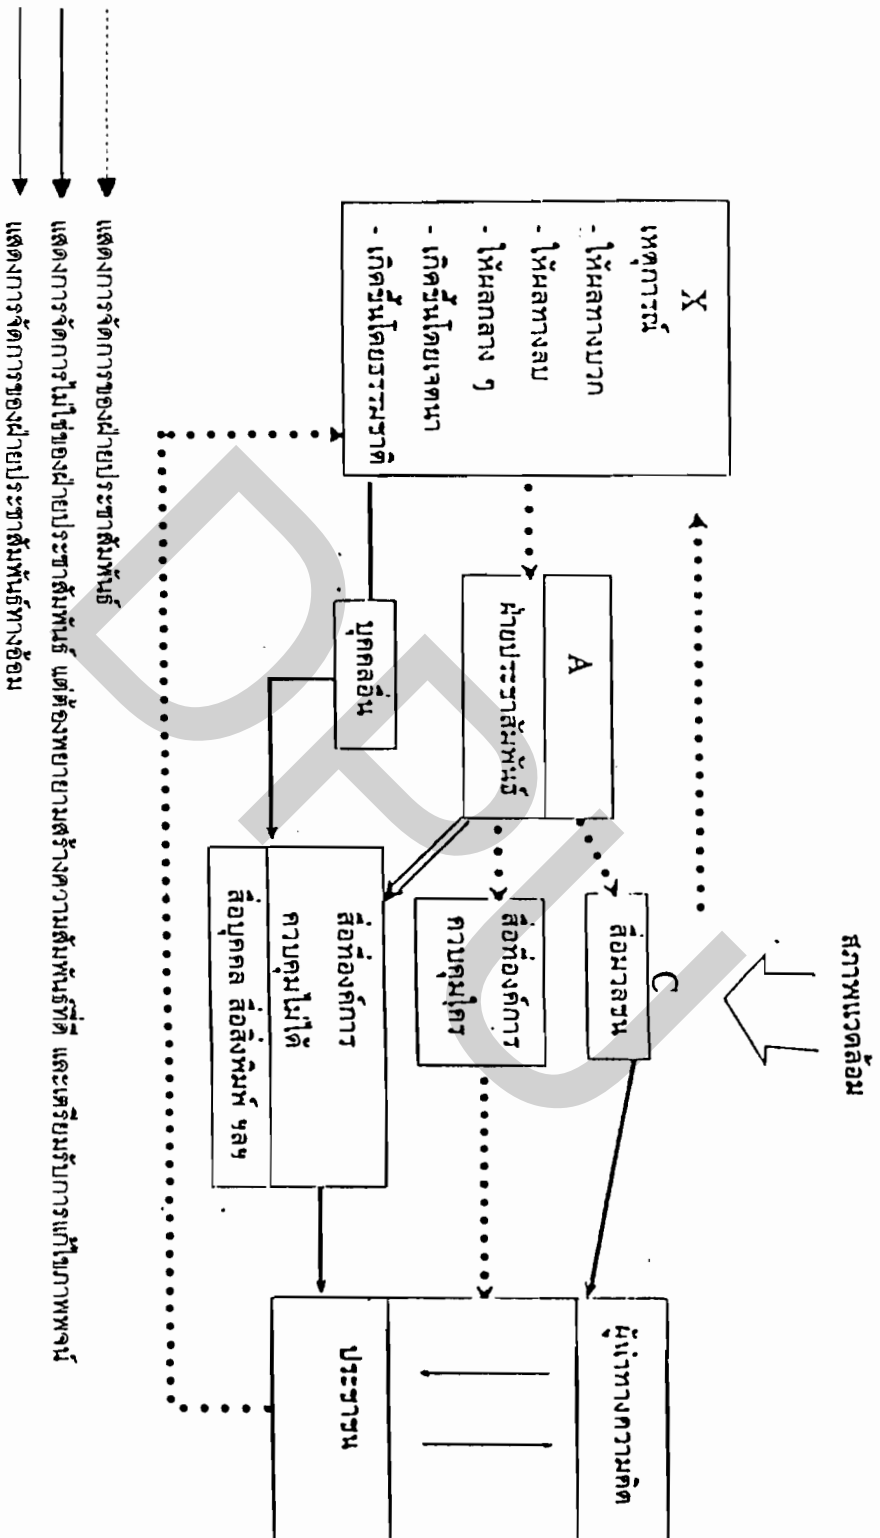 สภาพแวดล้อม
X
เหตุการณ์
- ให้ผลทางบวก
- ให้ผลทางลบ
- ให้ผลกลาง ๆ
- เกิดขึ้นโดยเจตนา
- เกิดขึ้นโดยธรรมชาติ
A
ฝ่ายประชาสัมพันธ์
บุคคลอื่น
C
สื่อมวลชน
สื่อที่องค์การ
ควบคุมได้
สื่อที่องค์การ
ควบคุมไม่ได้
สื่อบุคคล สื่อสิ่งพิมพ์ ฯลฯ
ผู้นำทางความคิด
ประชาชน
แสดงการจัดการของฝ่ายประชาสัมพันธ์
แสดงการจัดการไม่ใช่ของฝ่ายประชาสัมพันธ์ แต่ต้องพยายามสร้างความสัมพันธ์ที่ดี และเตรียมรับการแก้ไขภาพพจน์
แสดงการจัดการของฝ่ายประชาสัมพันธ์ทางอ้อม
DPU